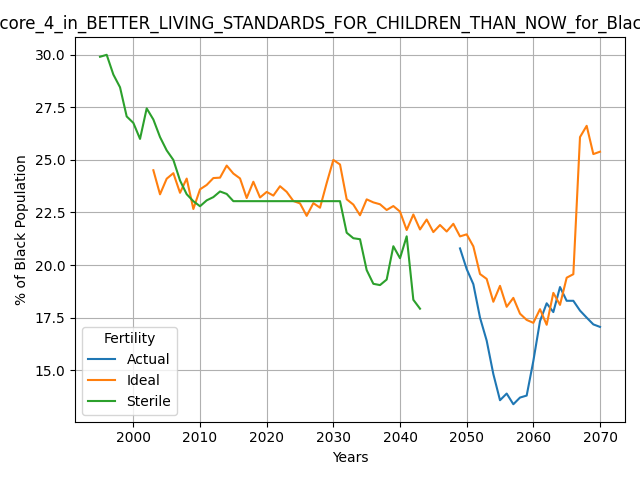 core_4_in_BETTER_LIVING_STANDARDS_FOR_CHILDREN_THAN_NOW_for_Blac
% of Black Population
30.0
27.5
25.0
22.5
20.0
17.5
15.0
Fertility
Actual
Ideal
Sterile
2000 2010 2020 2030 2040 2050 2060 2070
Years